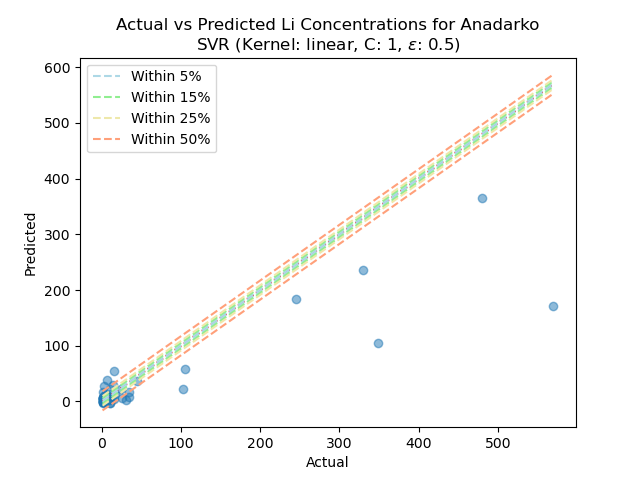 Actual vs Predicted Li Concentrations for Anadarko
SVR (Kernel: linear, C: 1, ε: 0.5)
Within 5%
Within 15%
Within 25%
Within 50%
Predicted
600
500
400
300
200
100
0
0 100 200 300 400 500
Actual